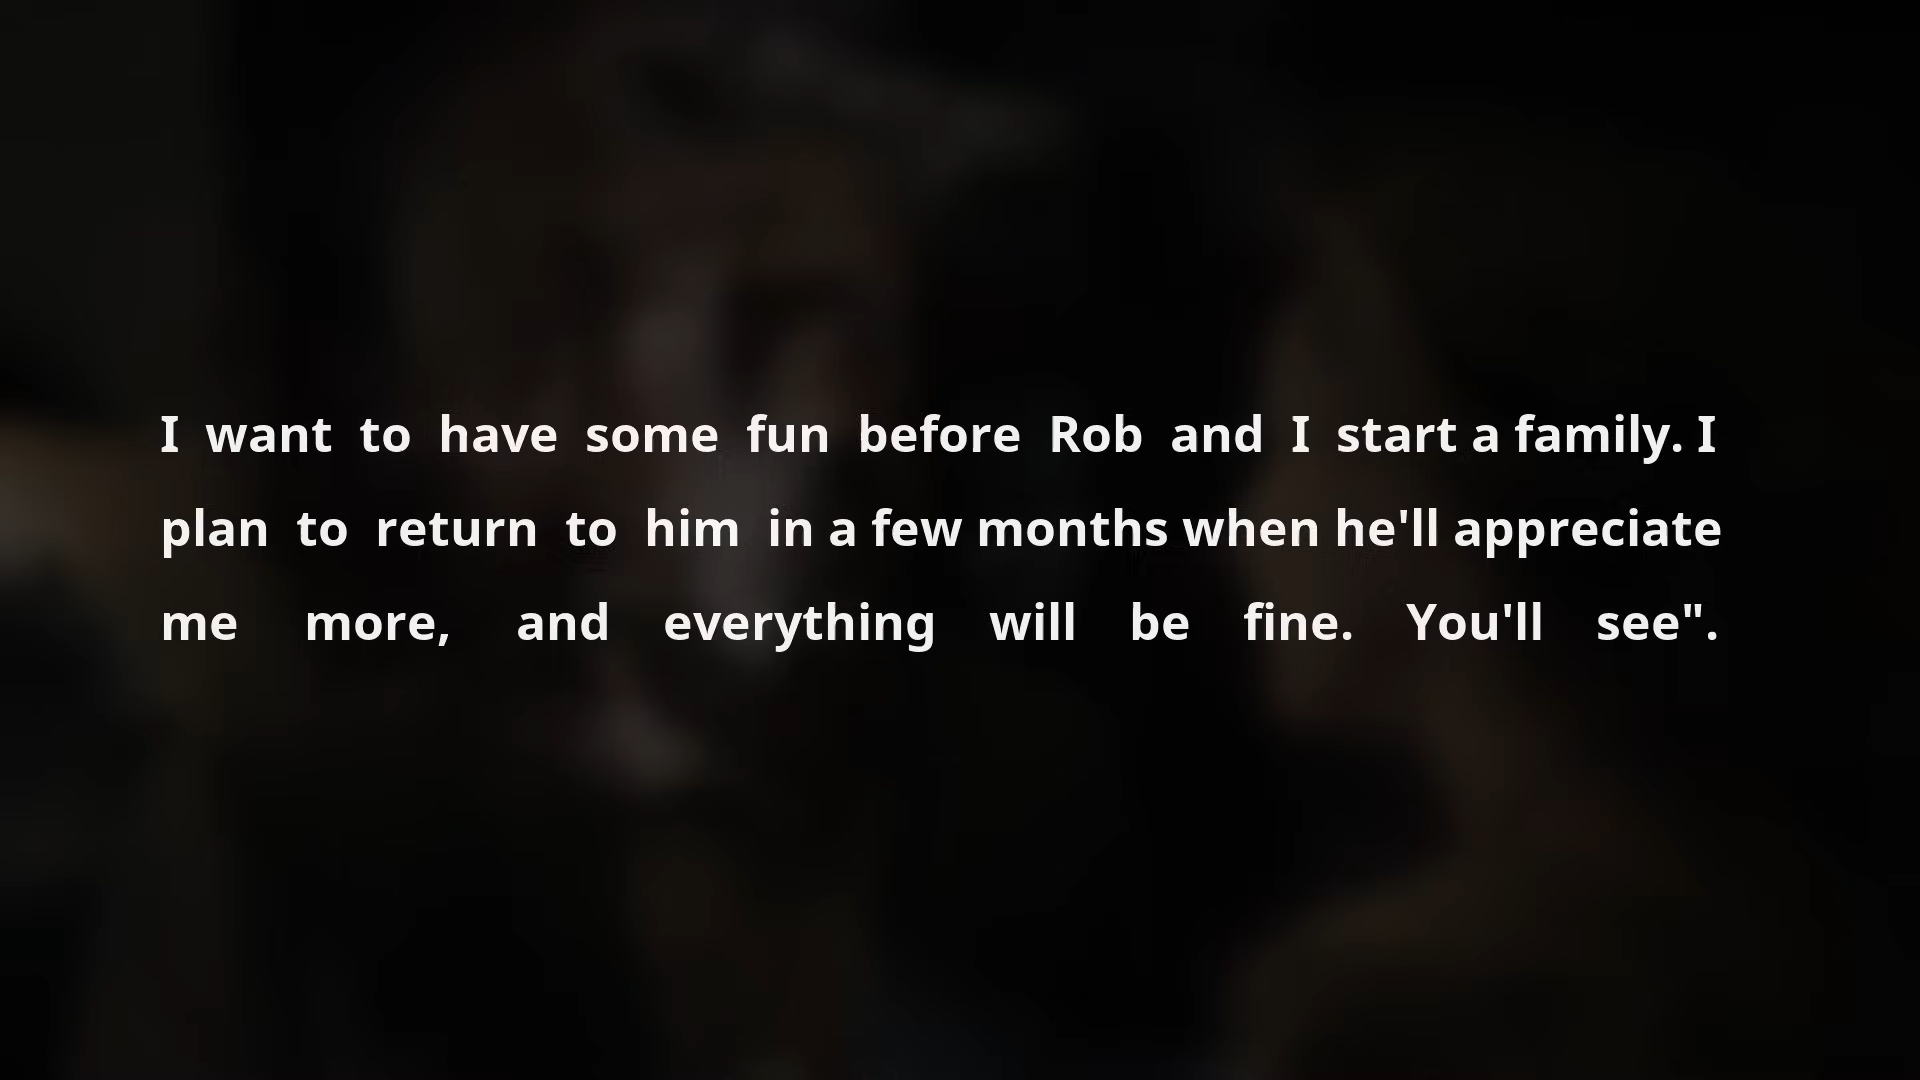 I want to have some fun before Rob and I start a family. I
plan to return to him in a few months when he'll appreciate
me more, and everything will be fine. You'll see".